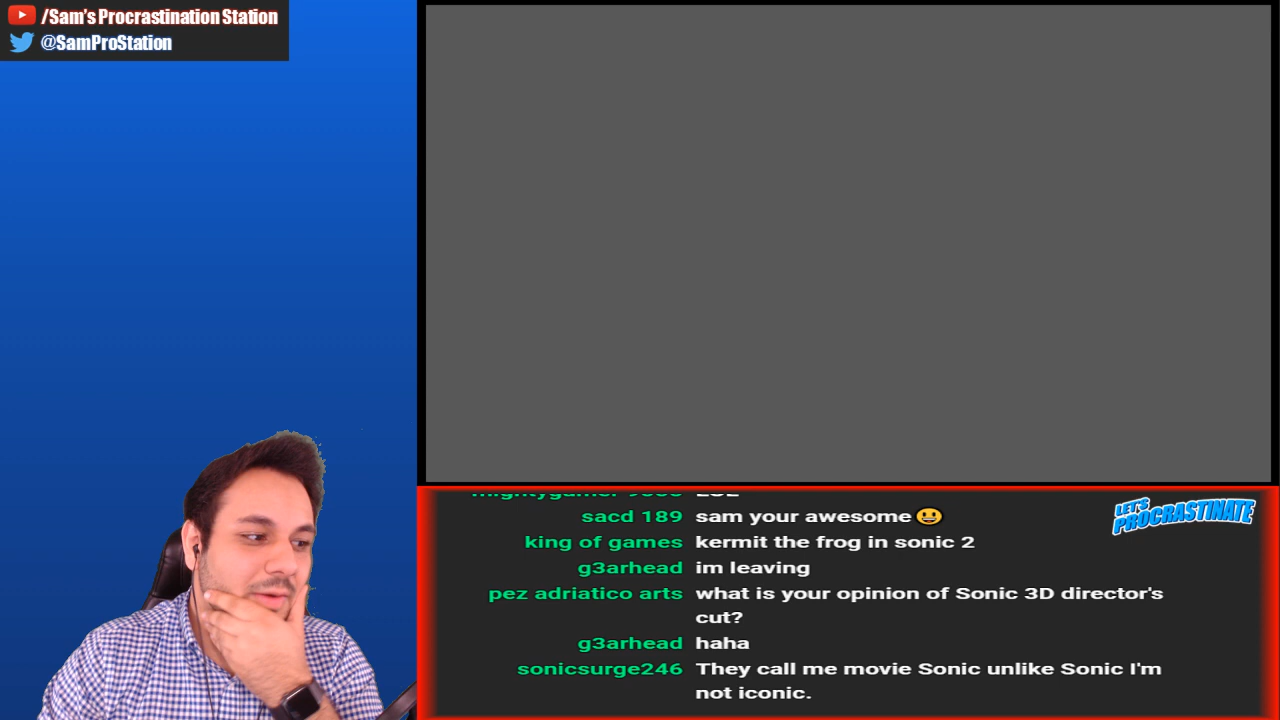 /Sam's Procrastination Station
@SamProStation
sacd 189 sam your awesome😀
king of games kermit the frog in sonic 2
g3arhead im leaving
pez adriatico arts what is your opinion of Sonic 3D director's
cut?
g3arhead haha
sonicsurge246 They call me movie Sonic unlike Sonic I'm
not iconic.
LET'S
PROCRASTINATE